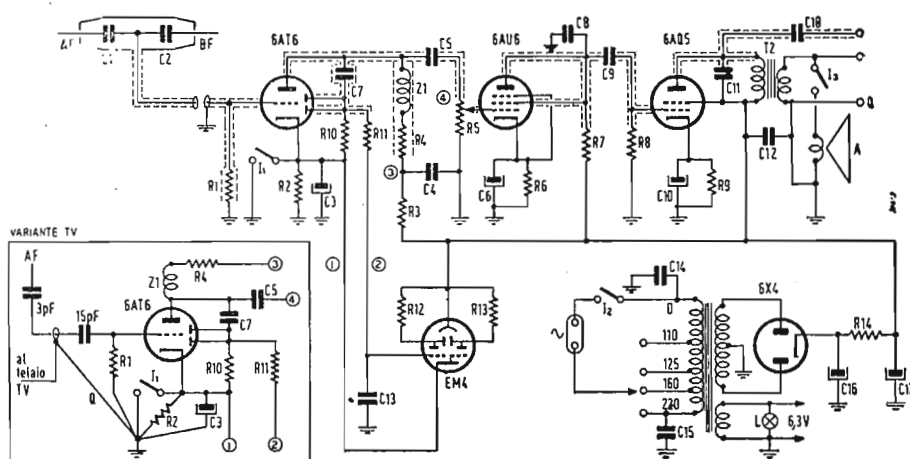 AF
C2
BF
6AT6
C5
6AU6
C8
C9
6AQ5
C18
T2
I3
C7
Z1
4
C11
R10
R11
R4
R5
R7
R8
C12
Q
A
I1
R1
R2
C3
3
C4
C6
R6
C10
R9
R3
VARIANTE TV
AF
Z1
R4
3
3pF
15pF
6AT6
C5
4
C7
al
telaio
TV
Q
R1
I1
R10
R11
R2
C3
1
2
1
2
R12
R13
EM4
C13
I2
C14
0
110
125
160
220
C15
6X4
R14
C16
L
6,3V